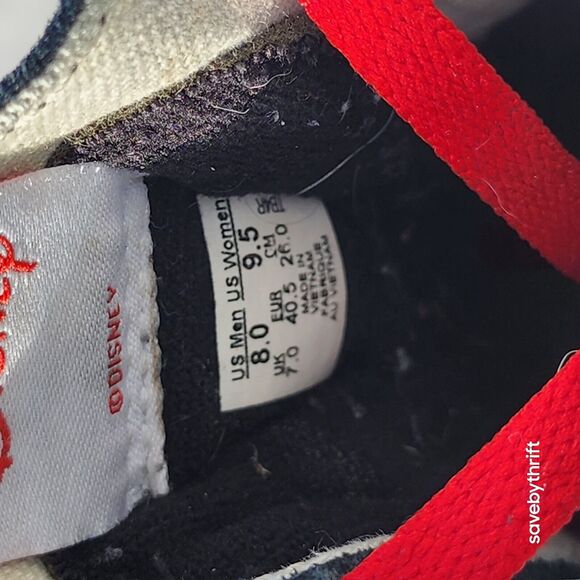 US Men US Women
8.0 9.5
UK EUR CM
7.0 40.5 26.0
MADE IN
VIETNAM
FABRIQUE
AU VIETNAM
©DISNEY
savebythrift